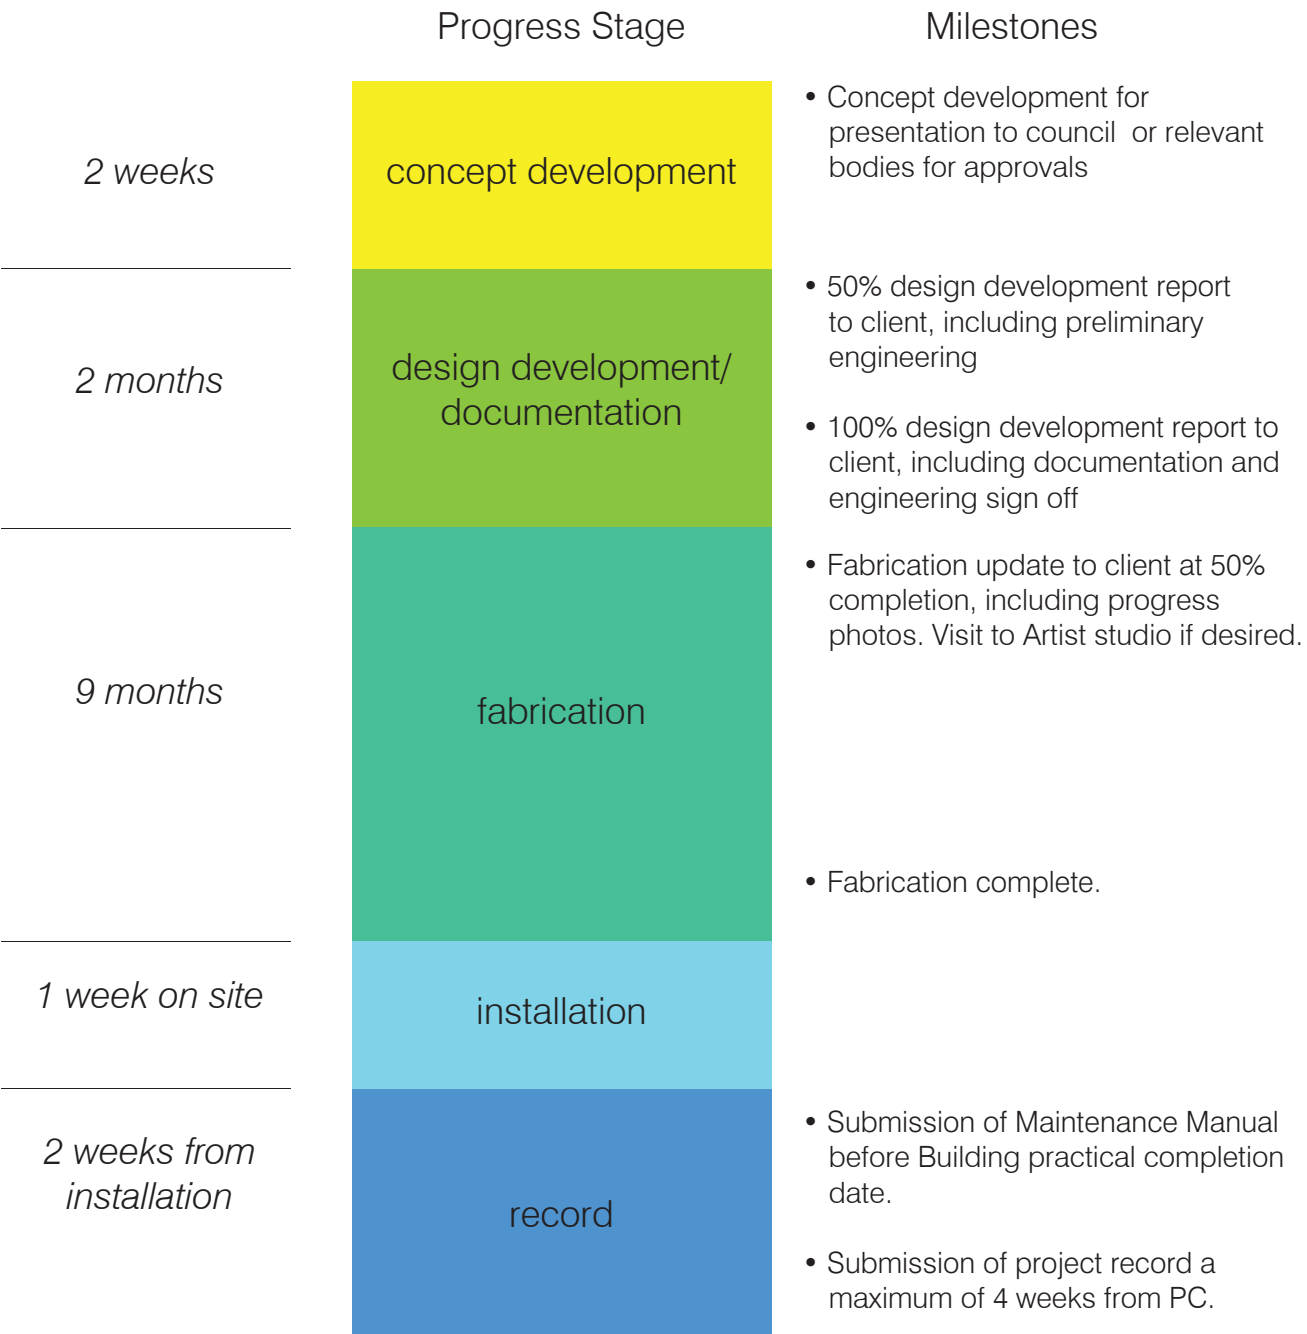 Progress Stage
Milestones
2 weeks
concept development
• Concept development for
presentation to council  or relevant
bodies for approvals
2 months
design development/
documentation
• 50% design development report
to client, including preliminary
engineering
• 100% design development report to
client, including documentation and
engineering sign off
9 months
fabrication
• Fabrication update to client at 50%
completion, including progress
photos. Visit to Artist studio if desired.
• Fabrication complete.
1 week on site
installation
2 weeks from
installation
record
• Submission of Maintenance Manual
before Building practical completion
date.
• Submission of project record a
maximum of 4 weeks from PC.